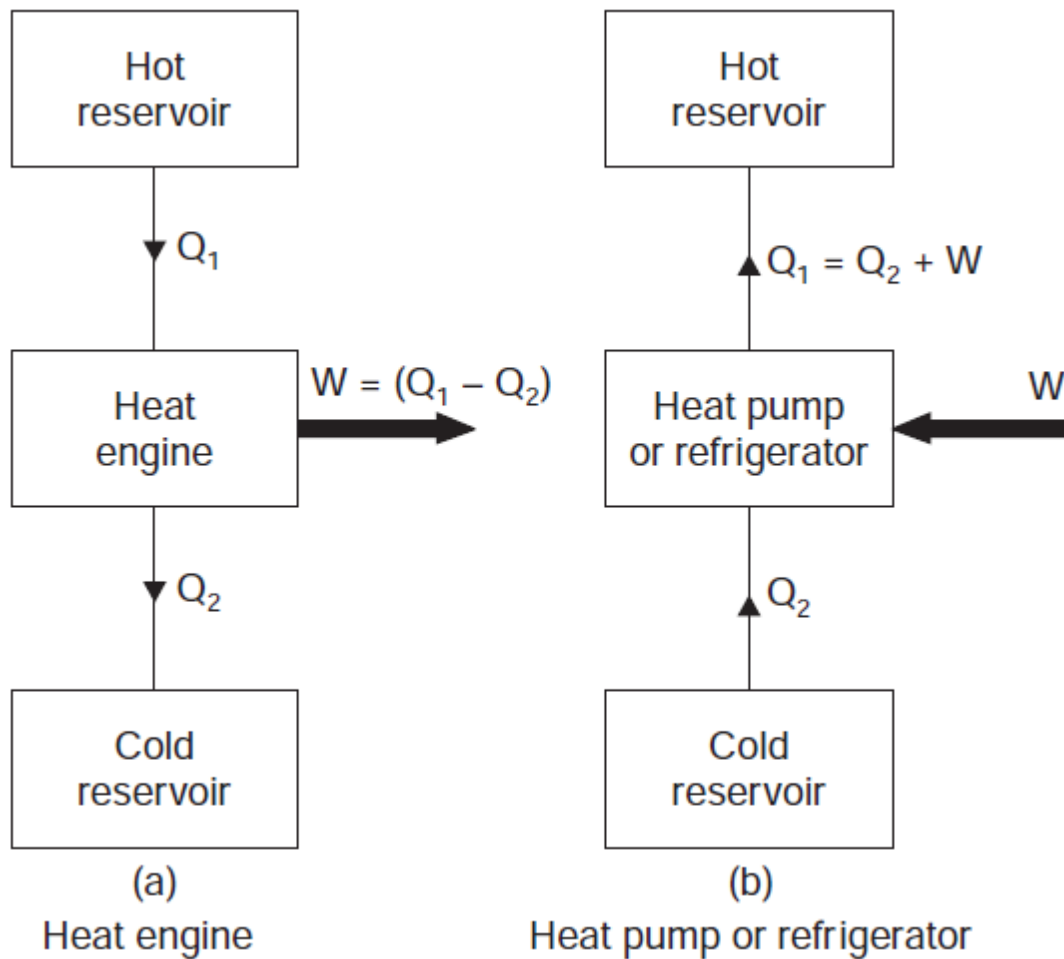 Hot
reservoir
Q₁
Heat
engine
W = (Q₁ – Q₂)
Q₂
Cold
reservoir
(a)
Heat engine
Hot
reservoir
Q₁ = Q₂ + W
Heat pump
or refrigerator
W
Q₂
Cold
reservoir
(b)
Heat pump or refrigerator